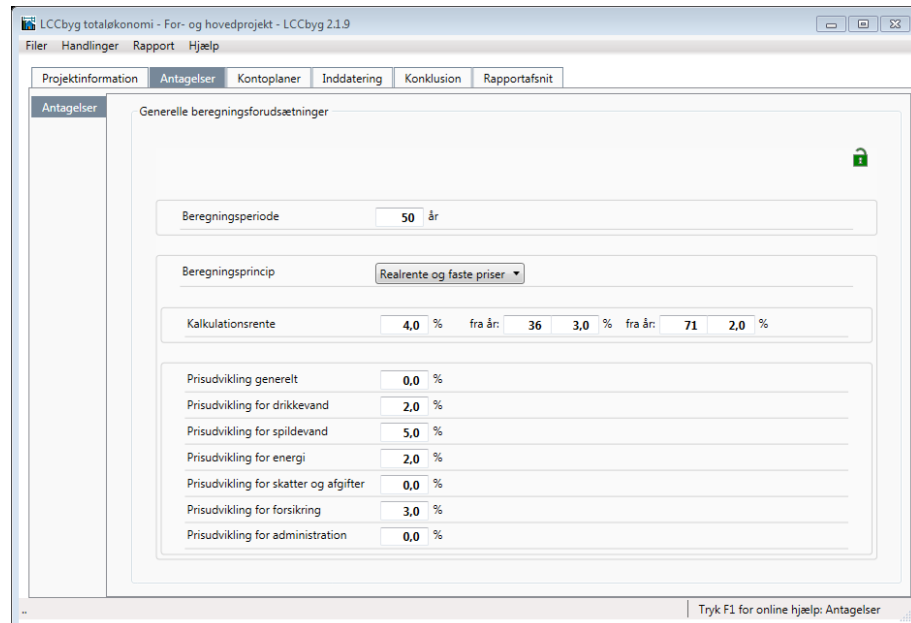 LCCbyg totaløkonomi - For- og hovedprojekt - LCCbyg 2.1.9
Filer Handlinger Rapport Hjælp
Projektinformation Antagelser Kontoplaner Inddatering Konklusion Rapportafsnit
Antagelser
Generelle beregningsforudsætninger
Beregningsperiode 50 år
Beregningsprincip Realrente og faste priser
Kalkulationsrente 4,0 % fra år: 36 3,0 % fra år: 71 2,0 %
Prisudvikling generelt 0,0 %
Prisudvikling for drikkevand 2,0 %
Prisudvikling for spildevand 5,0 %
Prisudvikling for energi 2,0 %
Prisudvikling for skatter og afgifter 0,0 %
Prisudvikling for forsikring 3,0 %
Prisudvikling for administration 0,0 %
.. Tryk F1 for online hjælp: Antagelser